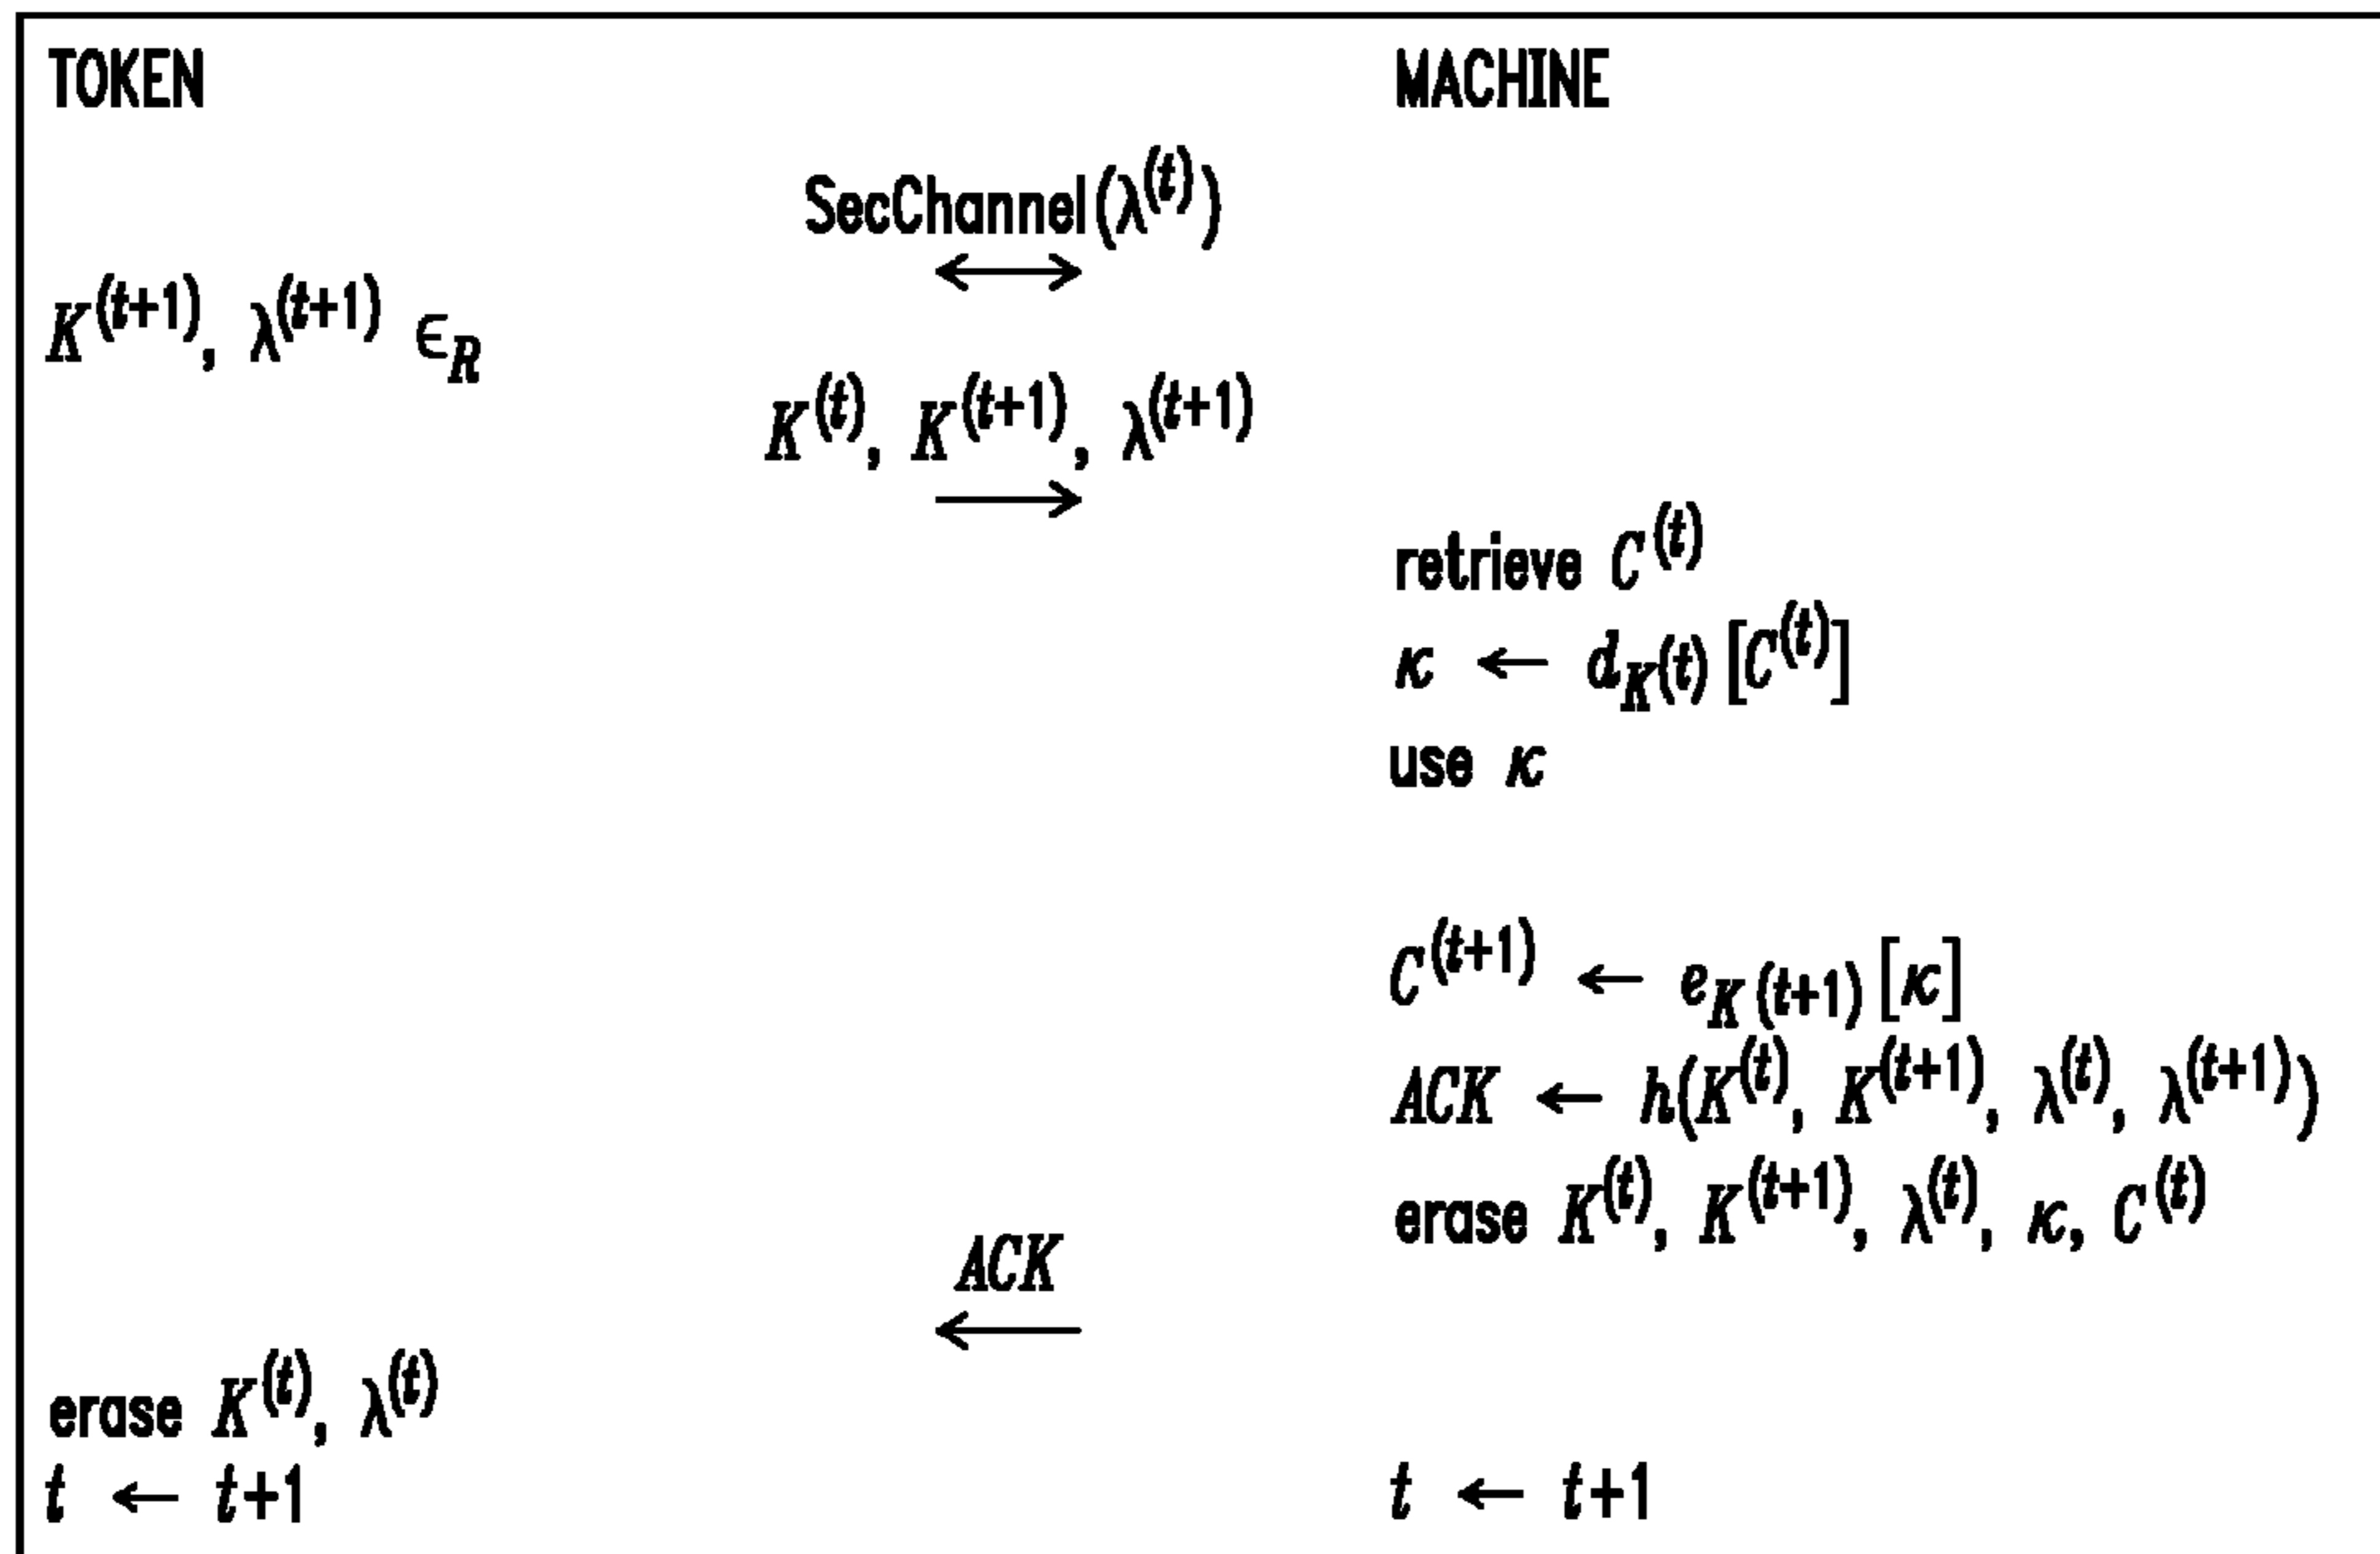 TOKEN MACHINE
SecChannel(λ^(t))
K^(t+1), λ^(t+1) ∈_R
K^(t), K^(t+1), λ^(t+1)
retrieve C^(t)
κ ← d_K(t)[C^(t)]
use κ
C^(t+1) ← e_K(t+1)[κ]
ACK ← h(K^(t), K^(t+1), λ^(t), λ^(t+1))
erase K^(t), K^(t+1), λ^(t), κ, C^(t)
ACK
erase K^(t), λ^(t)
t ← t+1 t ← t+1